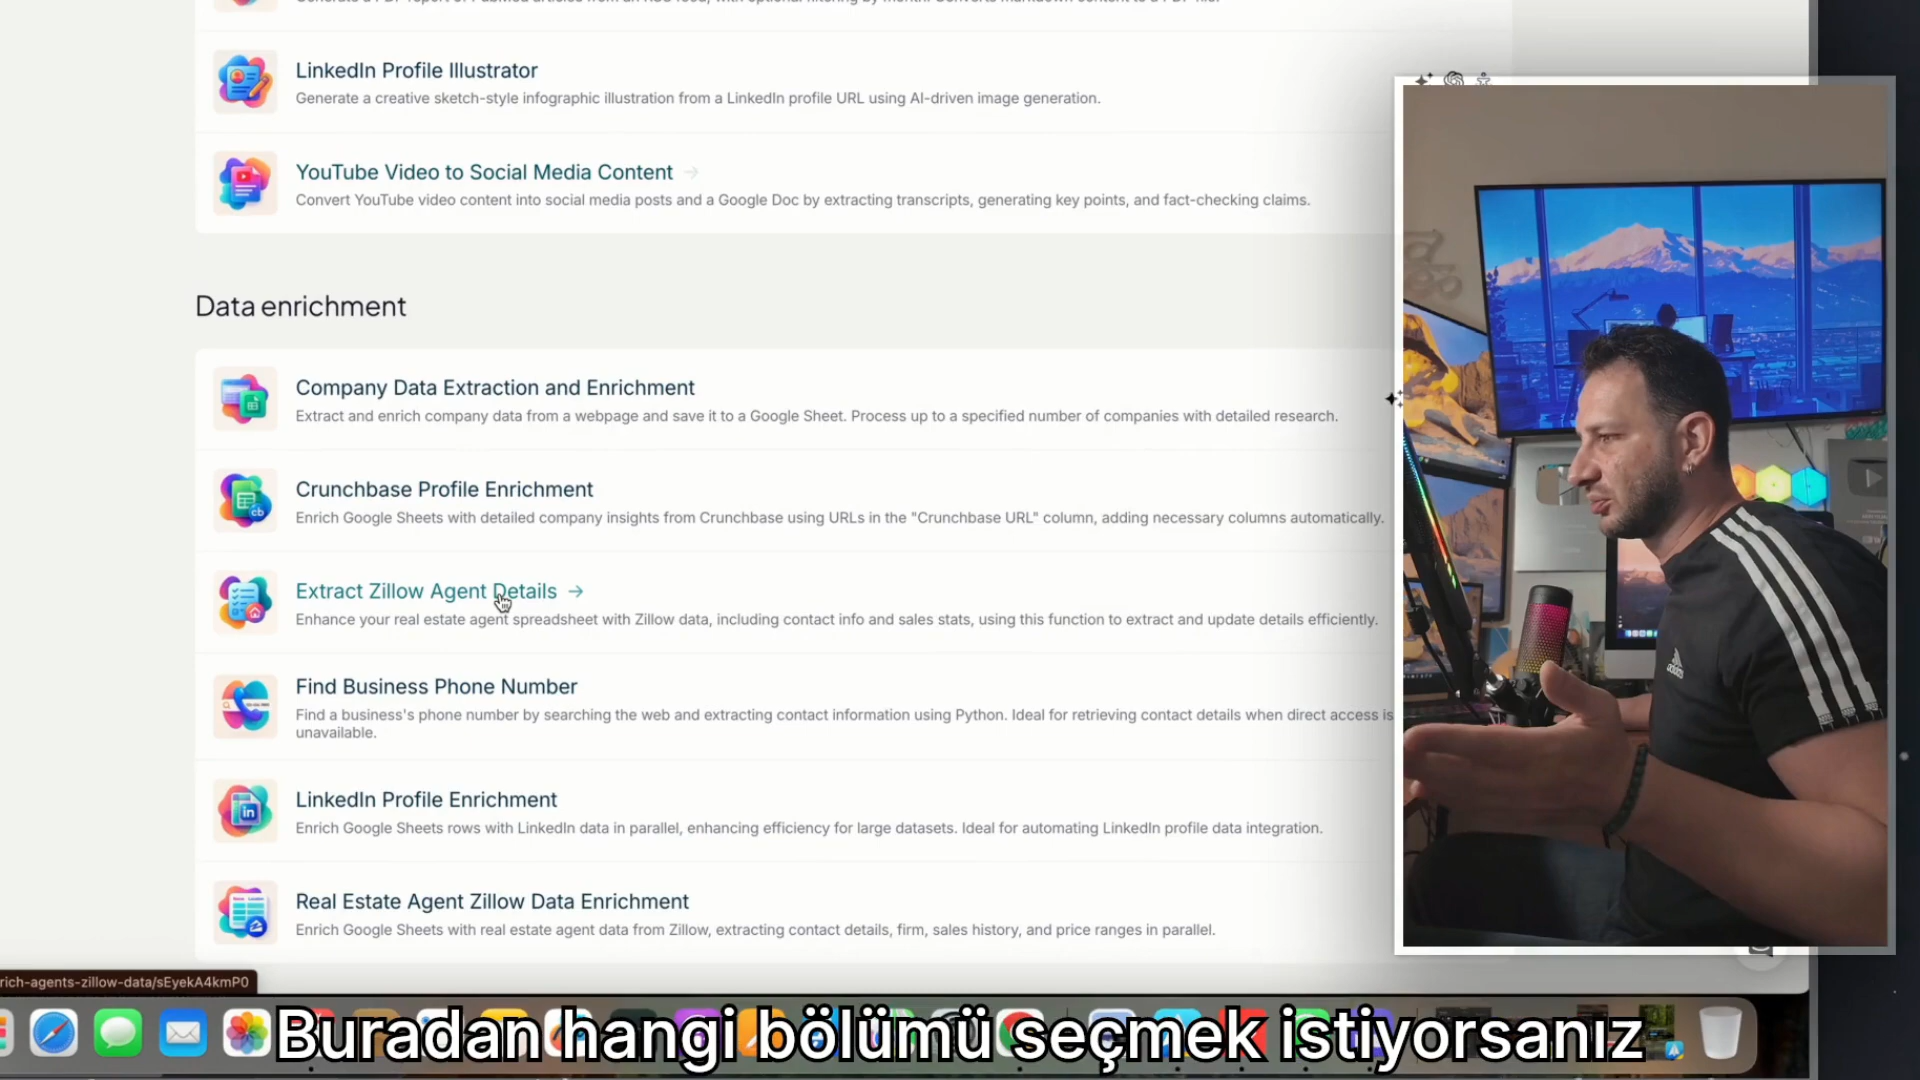 LinkedIn Profile Illustrator
Generate a creative sketch-style infographic illustration from a LinkedIn profile URL using AI-driven image generation.
YouTube Video to Social Media Content →
Convert YouTube video content into social media posts and a Google Doc by extracting transcripts, generating key points, and fact-checking claims.
Data enrichment
Company Data Extraction and Enrichment
Extract and enrich company data from a webpage and save it to a Google Sheet. Process up to a specified number of companies with detailed research.
Crunchbase Profile Enrichment
Enrich Google Sheets with detailed company insights from Crunchbase using URLs in the "Crunchbase URL" column, adding necessary columns automatically.
Extract Zillow Agent Details →
Enhance your real estate agent spreadsheet with Zillow data, including contact info and sales stats, using this function to extract and update details efficiently.
Find Business Phone Number
Find a business's phone number by searching the web and extracting contact information using Python. Ideal for retrieving contact details when direct access is
unavailable.
LinkedIn Profile Enrichment
Enrich Google Sheets rows with LinkedIn data in parallel, enhancing efficiency for large datasets. Ideal for automating LinkedIn profile data integration.
Real Estate Agent Zillow Data Enrichment
Enrich Google Sheets with real estate agent data from Zillow, extracting contact details, firm, sales history, and price ranges in parallel.
rich-agents-zillow-data/sEyekA4kmP0
Buradan hangi bölümü seçmek istiyorsanız
cb
in
adidas